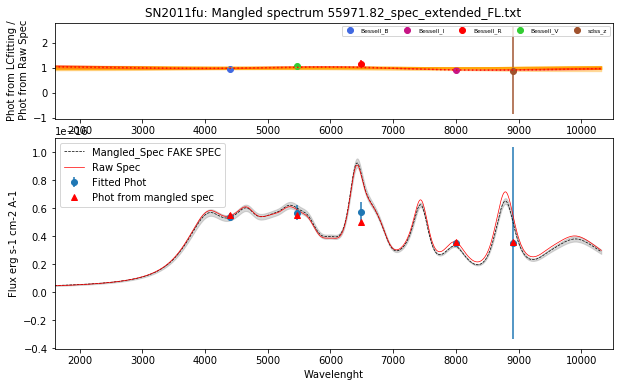 SN2011fu: Mangled spectrum 55971.82_spec_extended_FL.txt
Bessell_B Bessell_I Bessell_R Bessell_V sdss_z
Phot from LCfitting /
Phot from Raw Spec
2
1
0
−1
2000 3000 4000 5000 6000 7000 8000 9000 10000
1e−16
Mangled_Spec FAKE SPEC
Raw Spec
Fitted Phot
Phot from mangled spec
Flux erg s-1 cm-2 A-1
1.0
0.8
0.6
0.4
0.2
0.0
−0.2
−0.4
2000 3000 4000 5000 6000 7000 8000 9000 10000
Wavelenght